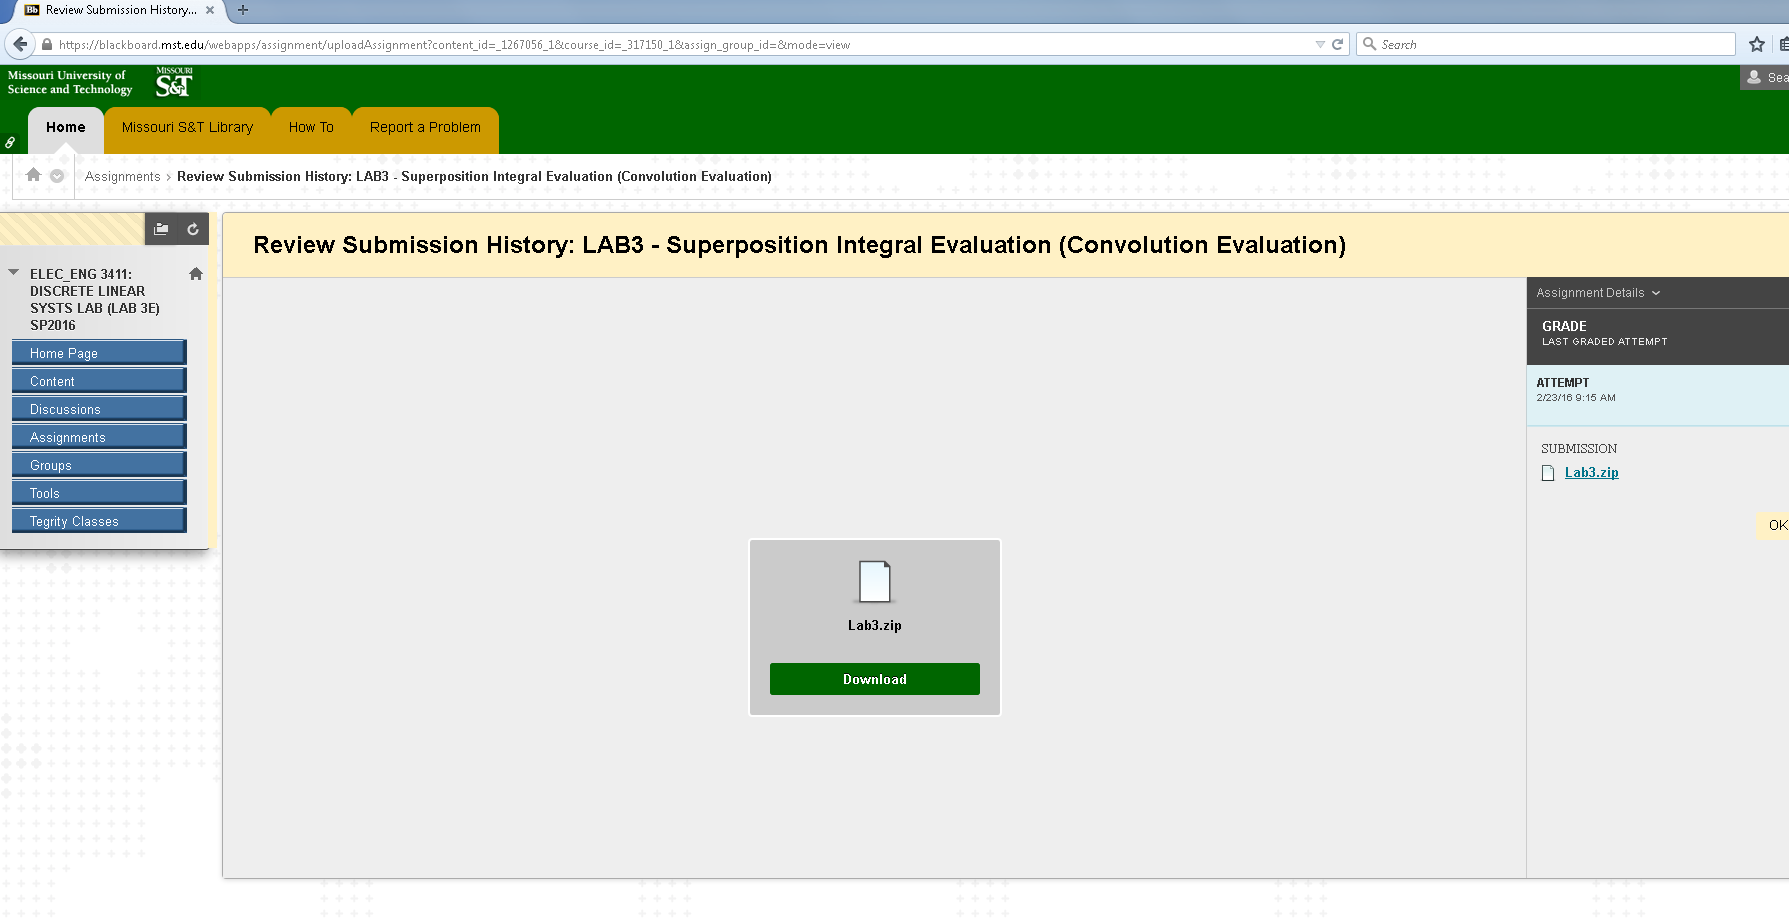 Bb Review Submission History...
https://blackboard.mst.edu/webapps/assignment/uploadAssignment?content_id=_1267056_1&course_id=_317150_1&assign_group_id=&mode=view
Search
Missouri University of
Science and Technology
MISSOURI
S&T
Sea
Home
Missouri S&T Library
How To
Report a Problem
Assignments > Review Submission History: LAB3 - Superposition Integral Evaluation (Convolution Evaluation)
Review Submission History: LAB3 - Superposition Integral Evaluation (Convolution Evaluation)
ELEC_ENG 3411:
DISCRETE LINEAR
SYSTS LAB (LAB 3E)
SP2016
Home Page
Content
Discussions
Assignments
Groups
Tools
Tegrity Classes
Lab3.zip
Download
Assignment Details
GRADE
LAST GRADED ATTEMPT
ATTEMPT
2/23/16 9:15 AM
SUBMISSION
Lab3.zip
OK